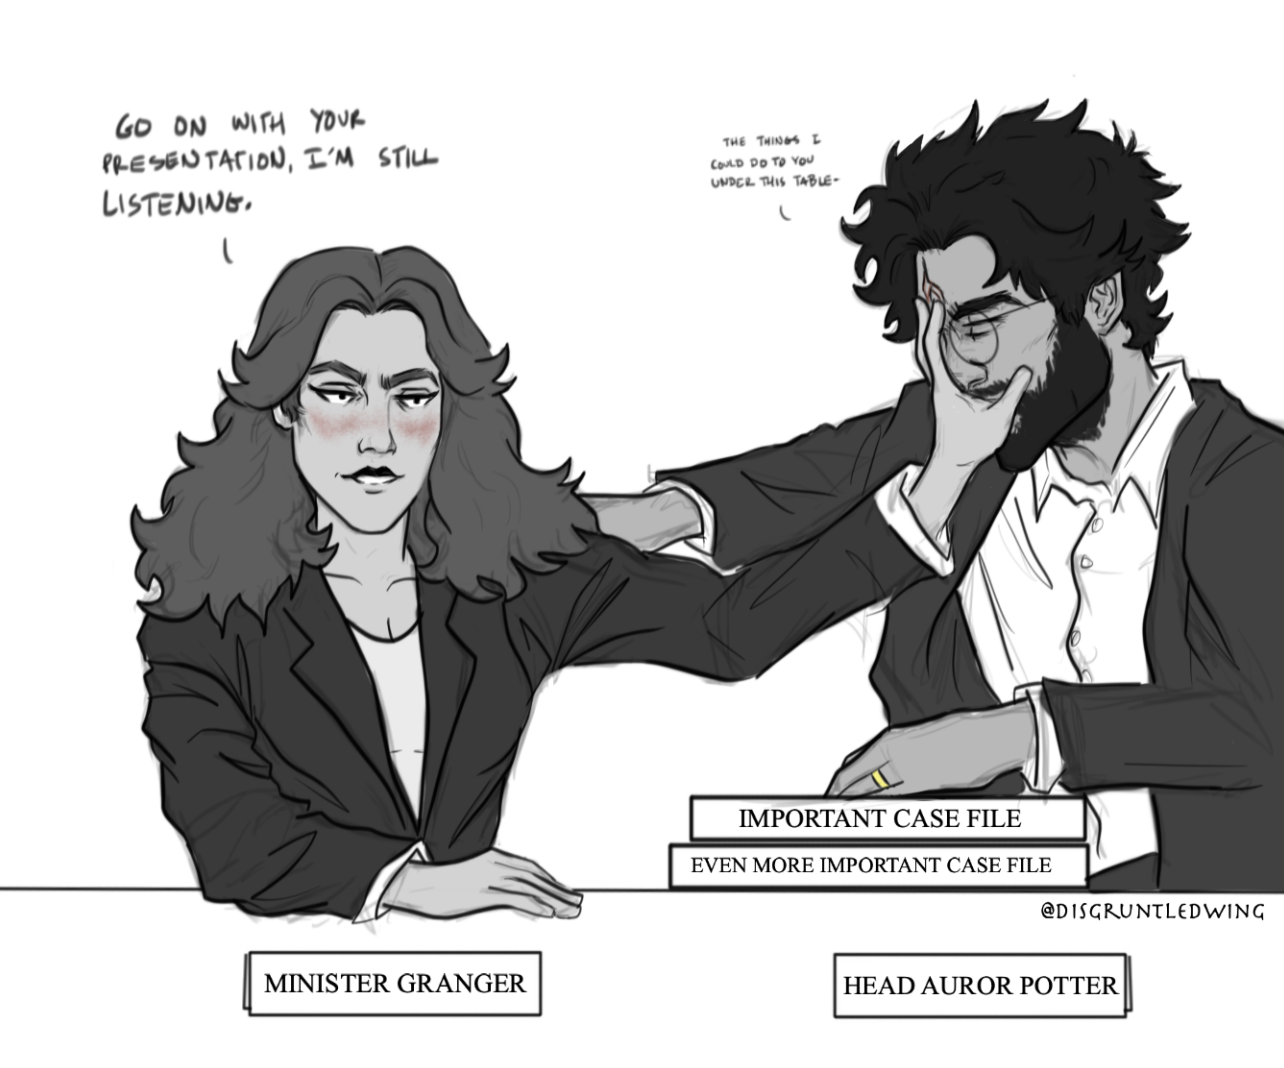 GO ON WITH YOUR
PRESENTATION, I'M STILL
LISTENING.
THE THINGS I
COULD DO TO YOU
UNDER THIS TABLE-
IMPORTANT CASE FILE
EVEN MORE IMPORTANT CASE FILE
@DISGRUNTLEDWING
MINISTER GRANGER
HEAD AUROR POTTER